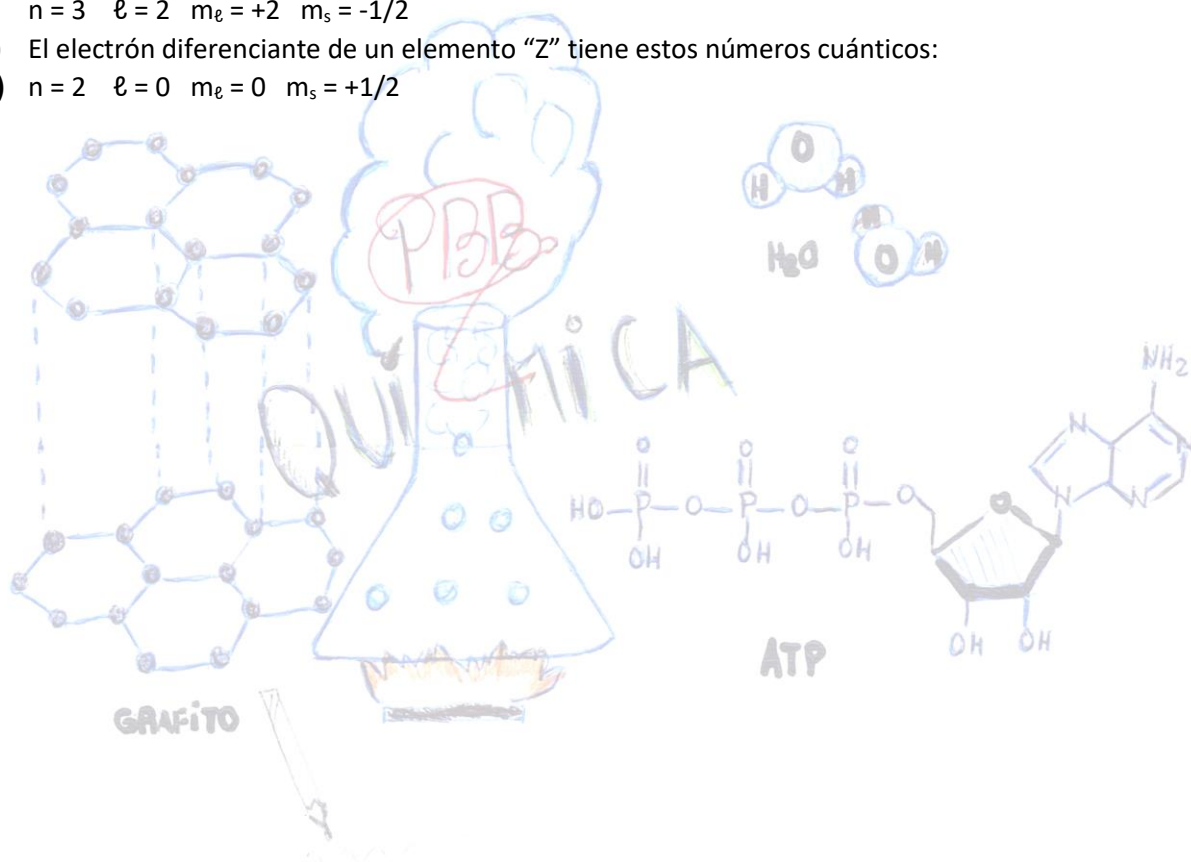 n = 3 ℓ = 2 mℓ = +2 ms = -1/2
El electrón diferenciante de un elemento “Z” tiene estos números cuánticos:
) n = 2 ℓ = 0 mℓ = 0 ms = +1/2
PBB
QUÍMICA
O
H H
H
O H
H2O
NH2
N N
N N
O O O
HO P O P O P O O
OH OH OH
OH OH
ATP
GRAFITO